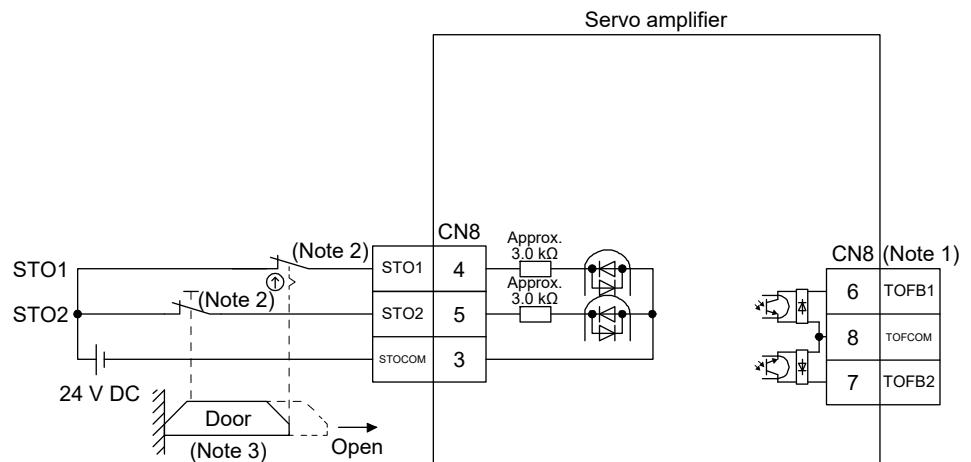 Servo amplifier
CN8
Approx.
3.0 kΩ
(Note 2)
STO1
STO1
4
CN8 (Note 1)
Approx.
3.0 kΩ
6
TOFB1
(Note 2)
STO2
STO2
5
8
TOFCOM
STOCOM
3
7
TOFB2
24 V DC
Door
(Note 3)
Open